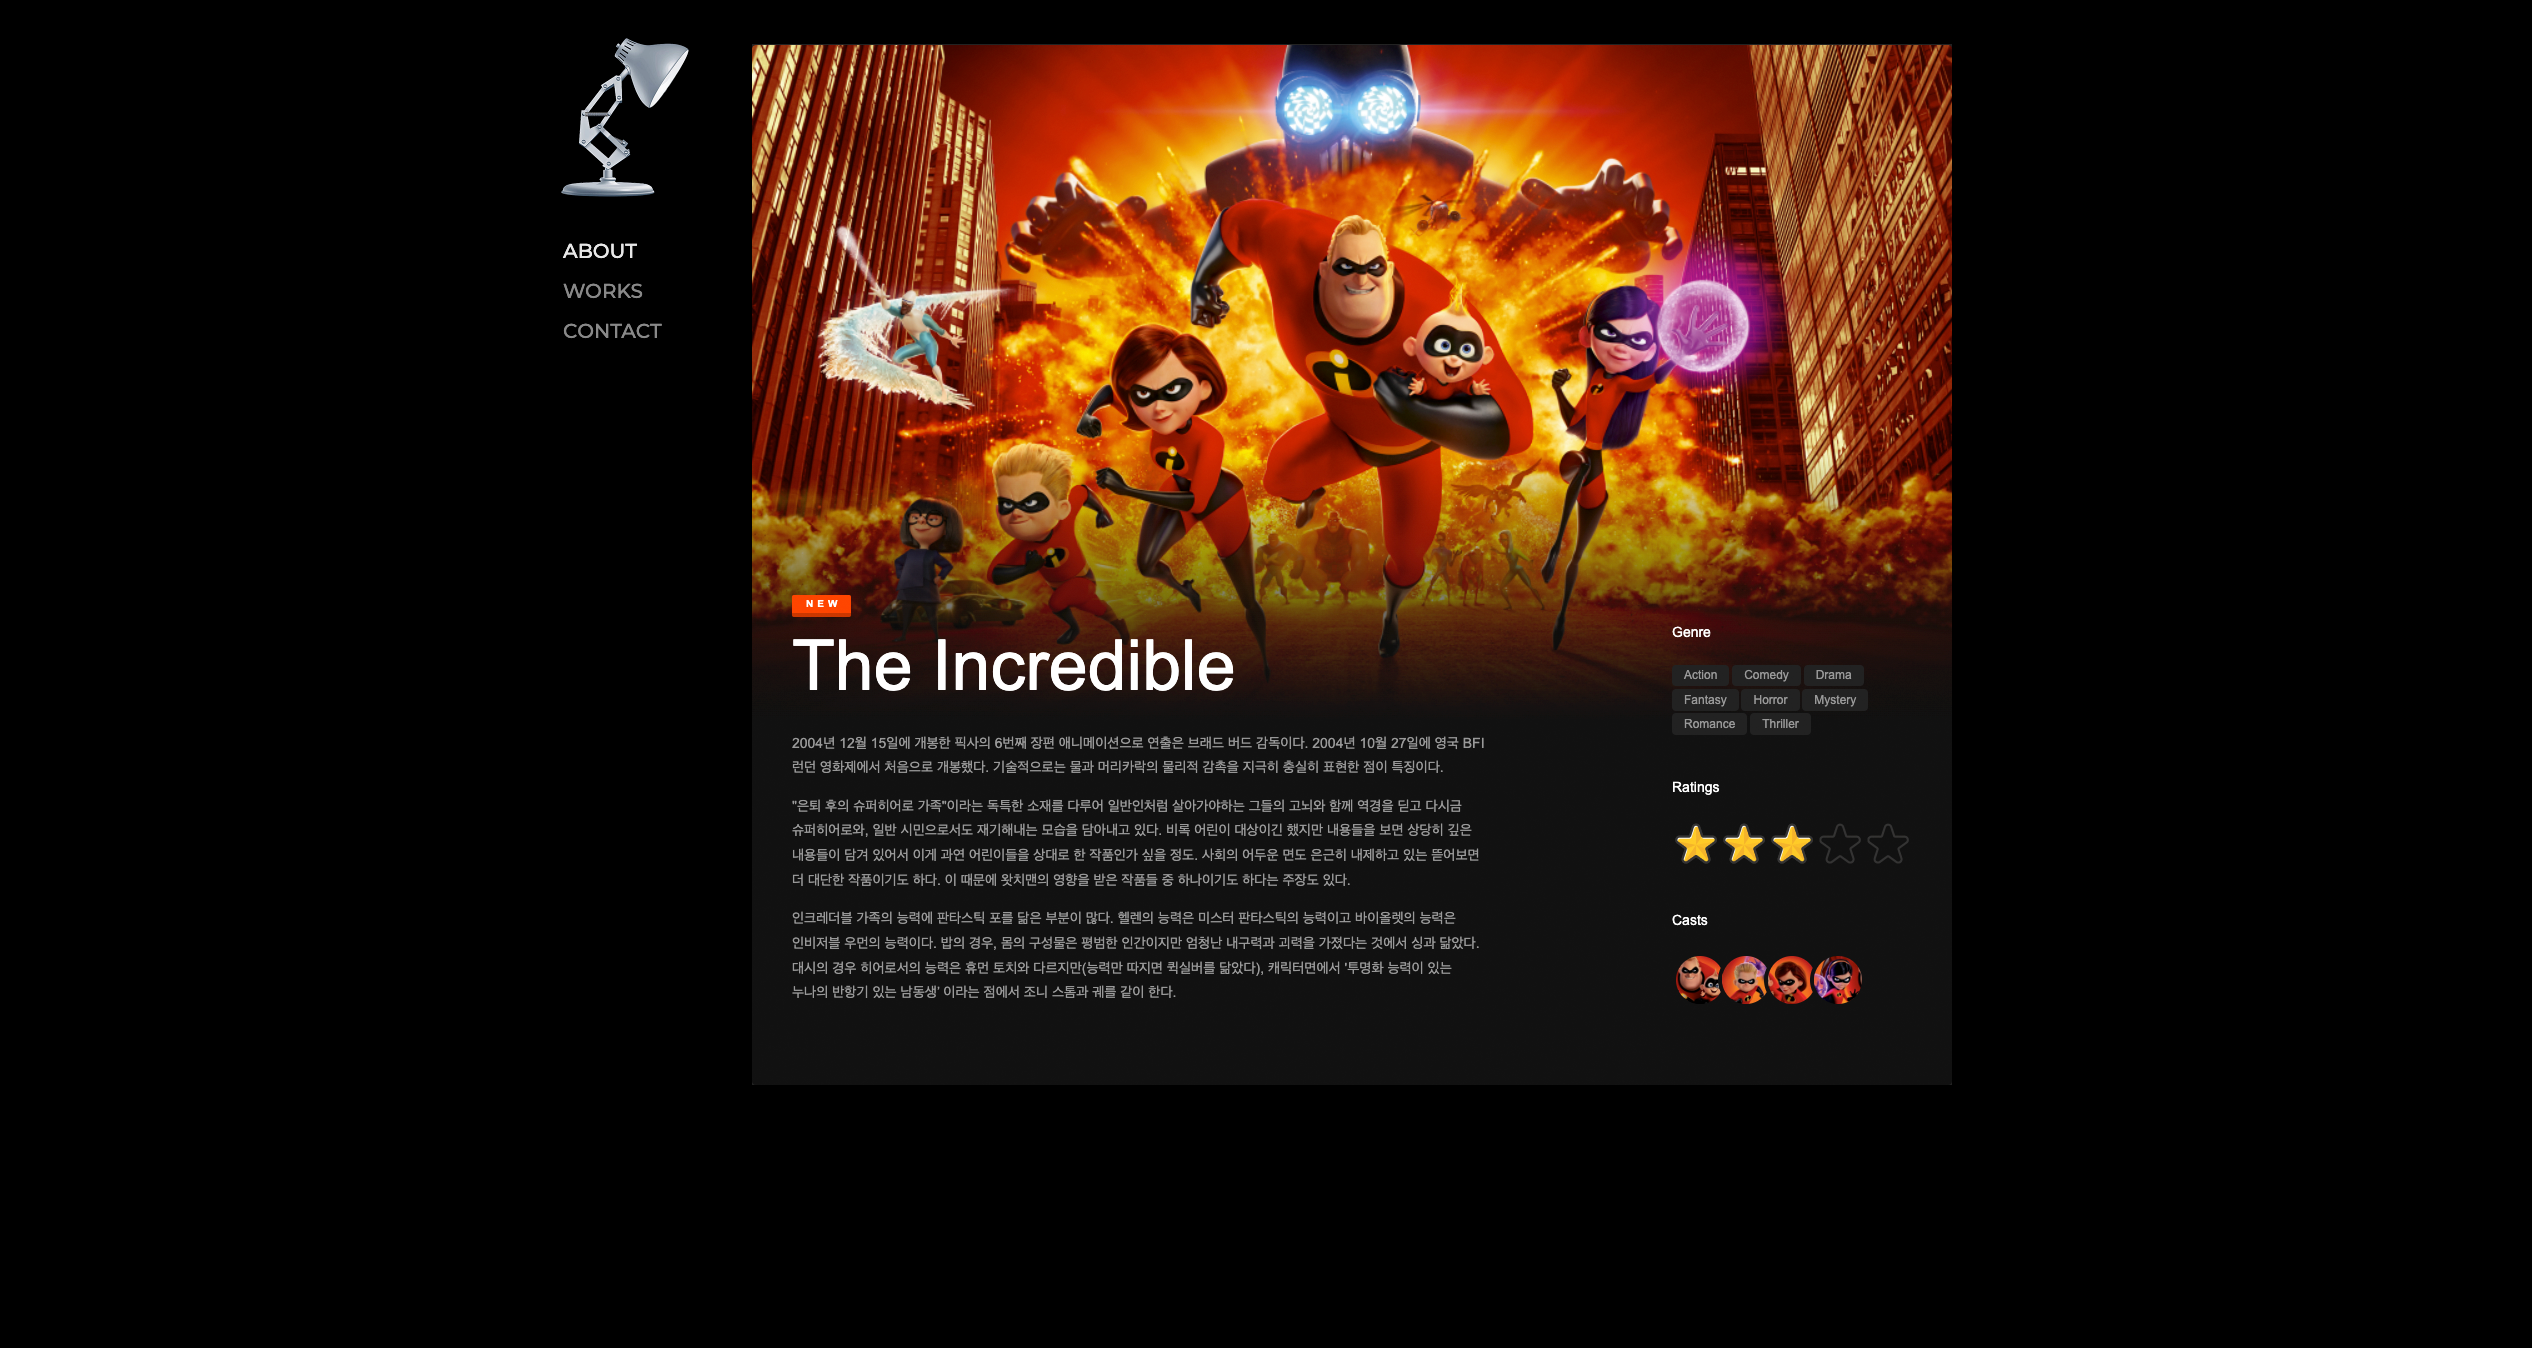 ABOUT
WORKS
CONTACT
NEW
The Incredible
2004년 12월 15일에 개봉한 픽사의 6번째 장편 애니메이션으로 연출은 브래드 버드 감독이다. 2004년 10월 27일에 영국 BFI
런던 영화제에서 처음으로 개봉했다. 기술적으로는 물과 머리카락의 물리적 감촉을 지극히 충실히 표현한 점이 특징이다.
"은퇴 후의 슈퍼히어로 가족"이라는 독특한 소재를 다루어 일반인처럼 살아가야하는 그들의 고뇌와 함께 역경을 딛고 다시금
슈퍼히어로와, 일반 시민으로서도 재기해내는 모습을 담아내고 있다. 비록 어린이 대상이긴 했지만 내용들을 보면 상당히 깊은
내용들이 담겨 있어서 이게 과연 어린이들을 상대로 한 작품인가 싶을 정도. 사회의 어두운 면도 은근히 내제하고 있는 뜯어보면
더 대단한 작품이기도 하다. 이 때문에 왓치맨의 영향을 받은 작품들 중 하나이기도 하다는 주장도 있다.
인크레더블 가족의 능력에 판타스틱 포를 닮은 부분이 많다. 헬렌의 능력은 미스터 판타스틱의 능력이고 바이올렛의 능력은
인비저블 우먼의 능력이다. 밥의 경우, 몸의 구성물은 평범한 인간이지만 엄청난 내구력과 괴력을 가졌다는 것에서 싱과 닮았다.
대시의 경우 히어로서의 능력은 휴먼 토치와 다르지만(능력만 따지면 퀵실버를 닮았다), 캐릭터면에서 '투명화 능력이 있는
누나의 반항기 있는 남동생' 이라는 점에서 조니 스톰과 궤를 같이 한다.
Genre
Action Comedy Drama
Fantasy Horror Mystery
Romance Thriller
Ratings
Casts